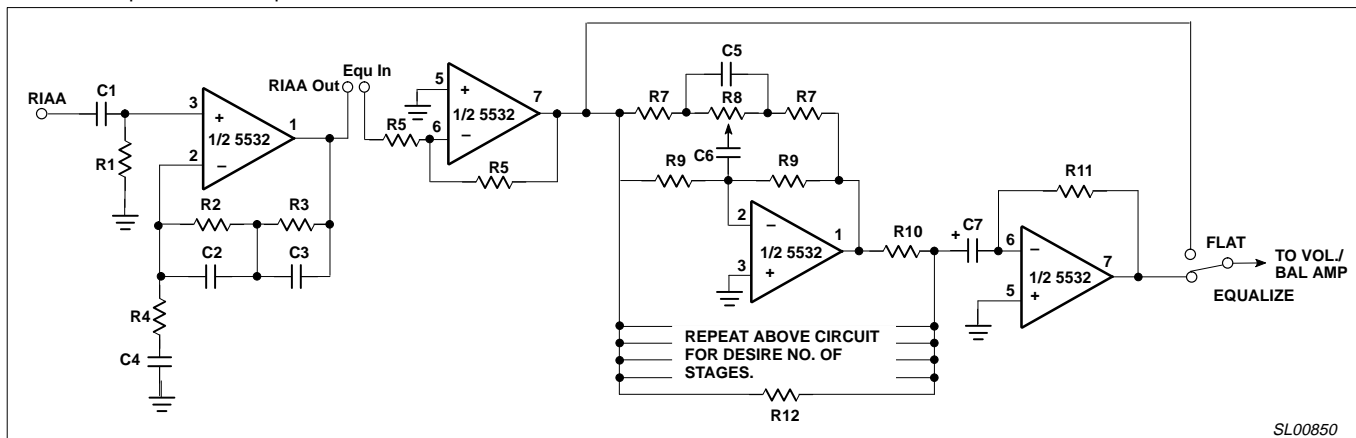 RIAA
C1
R1
3
+
1/2 5532
1
2
–
R2
R3
C2
C3
R4
C4
RIAA Out
Equ In
R5
5
+
1/2 5532
7
6
–
R5
C5
R7
R8
R7
C6
R9
R9
2
–
1/2 5532
1
3
+
R10
+
C7
R11
6
–
1/2 5532
7
5
+
FLAT
EQUALIZE
TO VOL./
BAL AMP
REPEAT ABOVE CIRCUIT
FOR DESIRE NO. OF
STAGES.
R12
SL00850